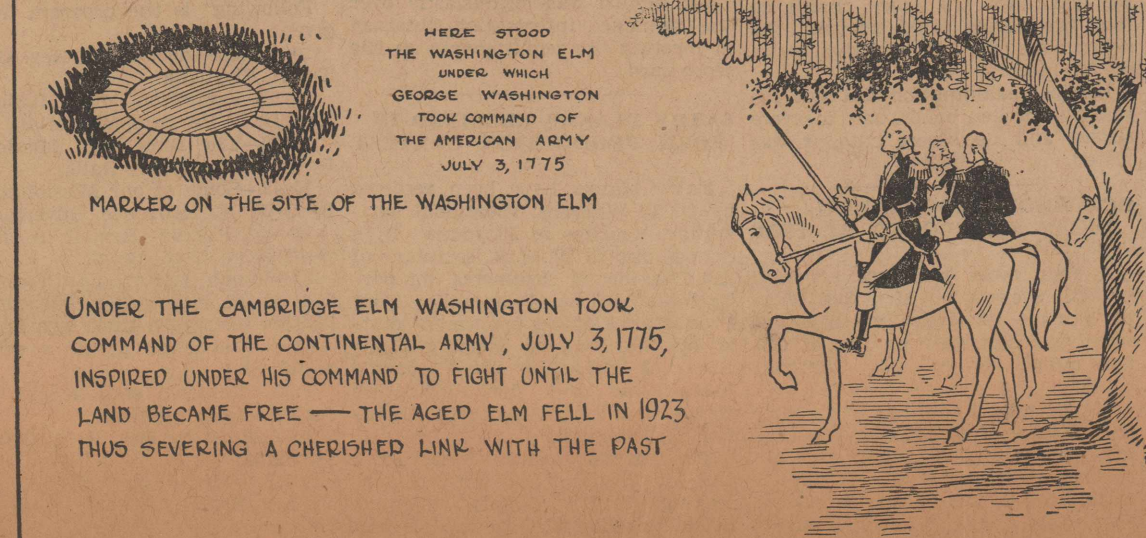 HERE STOOD
THE WASHINGTON ELM
UNDER WHICH
GEORGE WASHINGTON
TOOK COMMAND OF
THE AMERICAN ARMY
JULY 3, 1775
MARKER ON THE SITE OF THE WASHINGTON ELM
UNDER THE CAMBRIDGE ELM WASHINGTON TOOK
COMMAND OF THE CONTINENTAL ARMY, JULY 3, 1775,
INSPIRED UNDER HIS COMMAND TO FIGHT UNTIL THE
LAND BECAME FREE — THE AGED ELM FELL IN 1923
THUS SEVERING A CHERISHED LINK WITH THE PAST